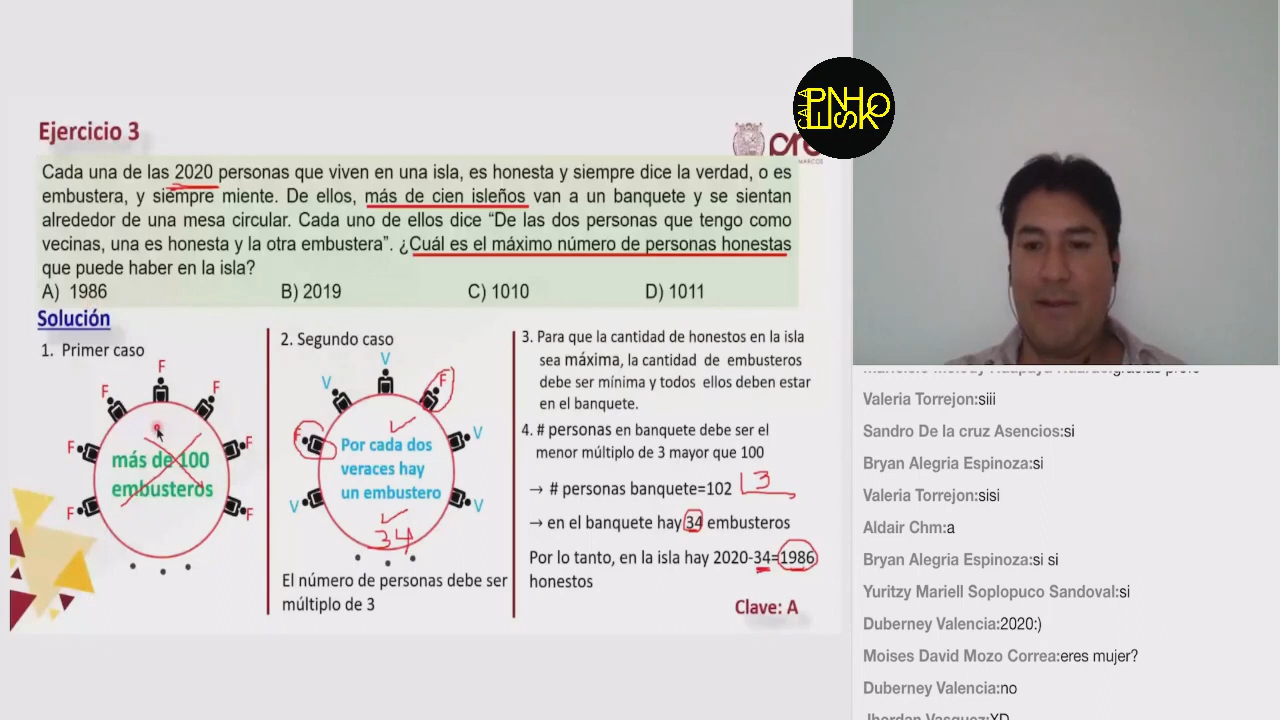 Ejercicio 3
Cada una de las 2020 personas que viven en una isla, es honesta y siempre dice la verdad, o es
embustera, y siempre miente. De ellos, más de cien isleños van a un banquete y se sientan
alrededor de una mesa circular. Cada uno de ellos dice “De las dos personas que tengo como
vecinas, una es honesta y la otra embustera”. ¿Cuál es el máximo número de personas honestas
que puede haber en la isla?
A) 1986 B) 2019 C) 1010 D) 1011
Solución
1. Primer caso
F
F
F
F
F
F
F
más de 100
embusteros
2. Segundo caso
V
V
F
F
V
V
V
Por cada dos
veraces hay
un embustero
34
El número de personas debe ser
múltiplo de 3
3. Para que la cantidad de honestos en la isla
sea máxima, la cantidad de embusteros
debe ser mínima y todos ellos deben estar
en el banquete.
4. # personas en banquete debe ser el
menor múltiplo de 3 mayor que 100
→ # personas banquete=102 3
→ en el banquete hay 34 embusteros
Por lo tanto, en la isla hay 2020-34=1986
honestos
Clave: A
CALA
PNHO
ESK
MARCOS
Valeria Torrejon:siii
Sandro De la cruz Asencios:si
Bryan Alegria Espinoza:si
Valeria Torrejon:sisi
Aldair Chm:a
Bryan Alegria Espinoza:si si
Yuritzy Mariell Soplopuco Sandoval:si
Duberney Valencia:2020:)
Moises David Mozo Correa:eres mujer?
Duberney Valencia:no
Jhordan Vasquez:XD